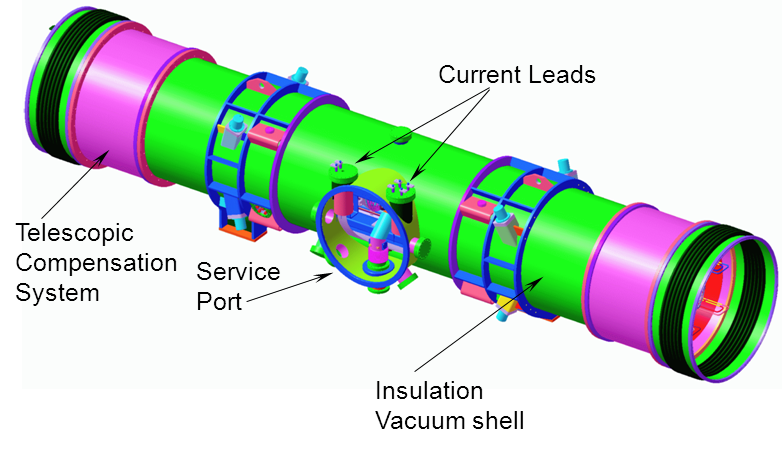 Current Leads
Telescopic
Compensation
System
Service
Port
Insulation
Vacuum shell